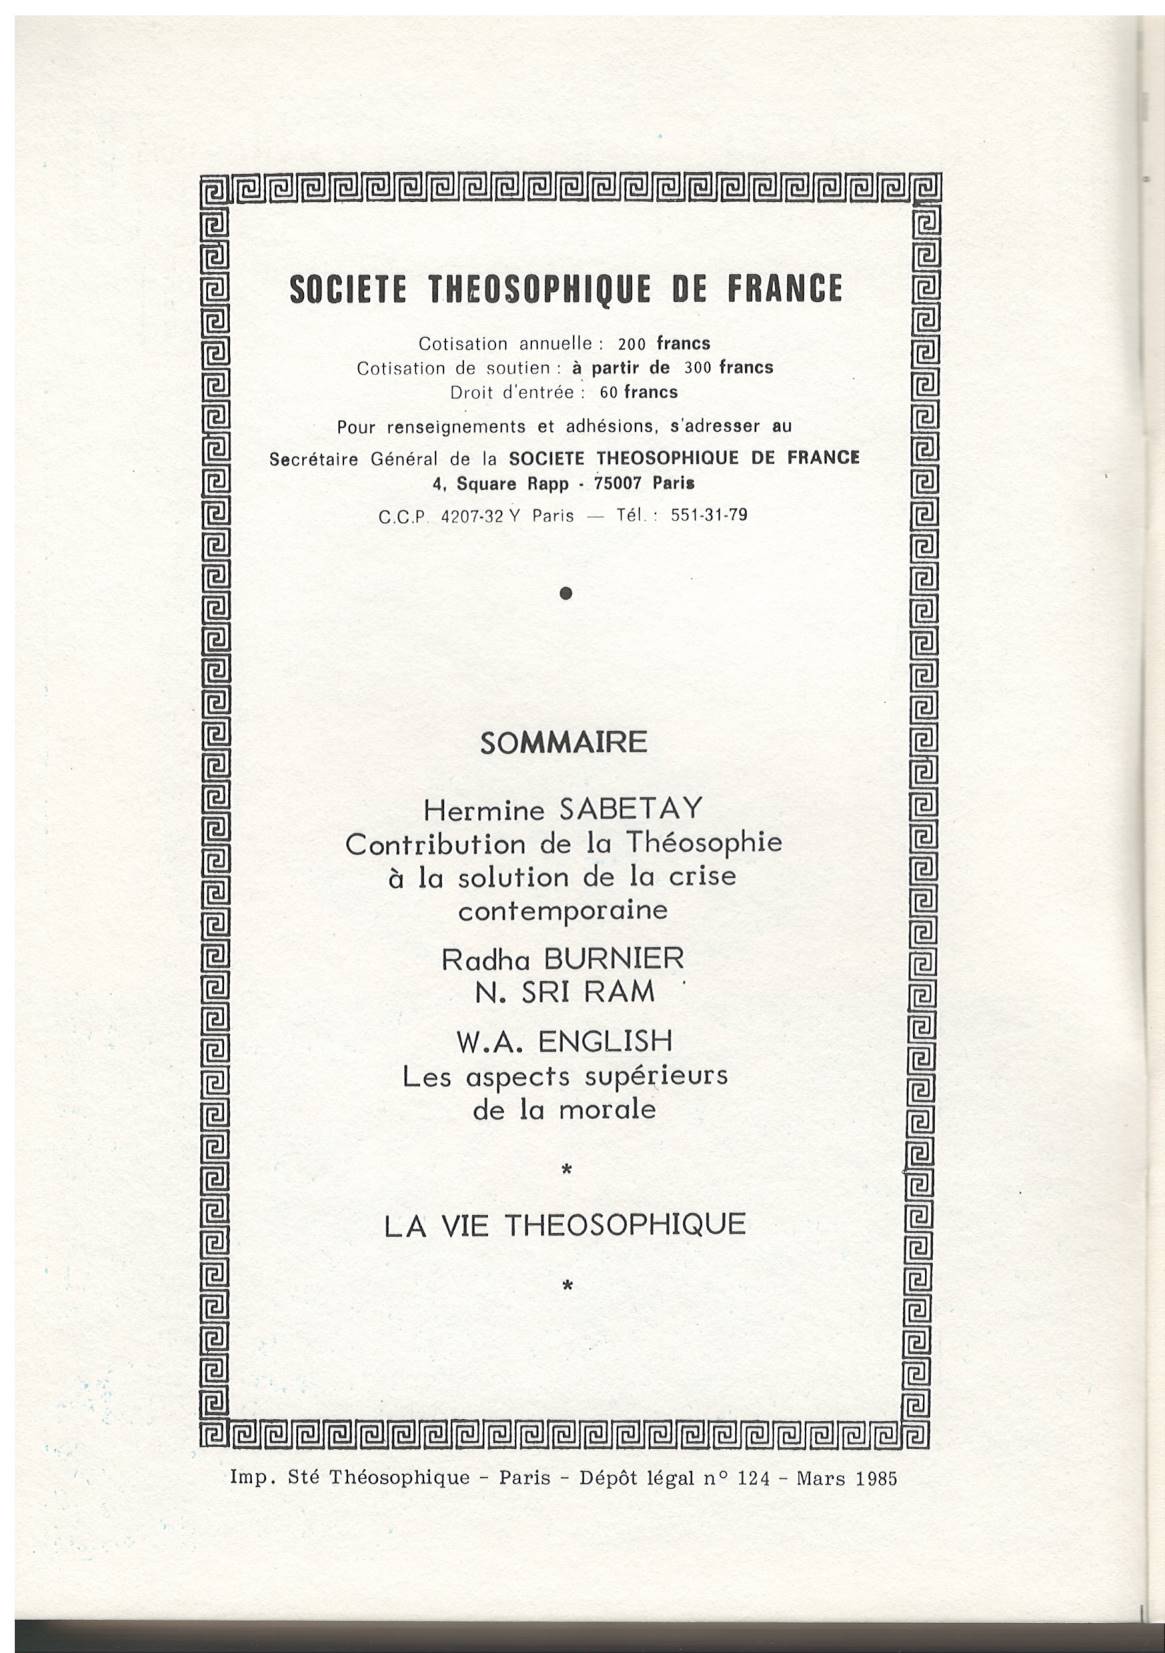 SOCIETE THEOSOPHIQUE DE FRANCE
Cotisation annuelle : 200 francs
Cotisation de soutien : à partir de 300 francs
Droit d'entrée : 60 francs
Pour renseignements et adhésions, s'adresser au
Secrétaire Général de la SOCIETE THEOSOPHIQUE DE FRANCE
4, Square Rapp - 75007 Paris
C.C.P. 4207-32 Y Paris — Tél. : 551-31-79
●
SOMMAIRE
Hermine SABETAY
Contribution de la Théosophie
à la solution de la crise
contemporaine
Radha BURNIER
N. SRI RAM
W.A. ENGLISH
Les aspects supérieurs
de la morale
*
LA VIE THEOSOPHIQUE
*
Imp. Sté Théosophique - Paris - Dépôt légal nº 124 - Mars 1985